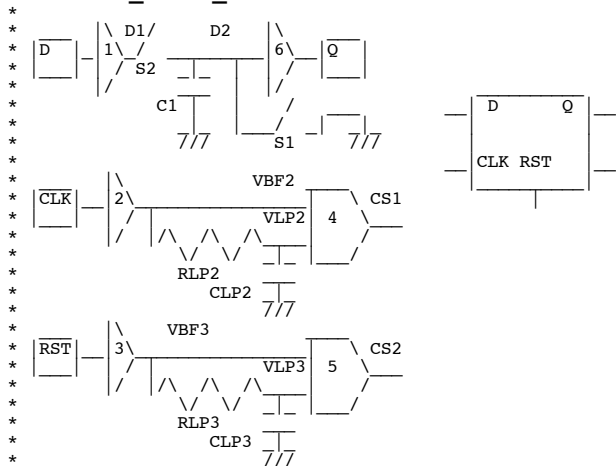 D1 D2
D 1 6 Q
S2
C1 D Q
S1
CLK RST
VBF2
CLK 2 CS1
VLP2 4
RLP2
CLP2
VBF3
RST 3 CS2
VLP3 5
RLP3
CLP3